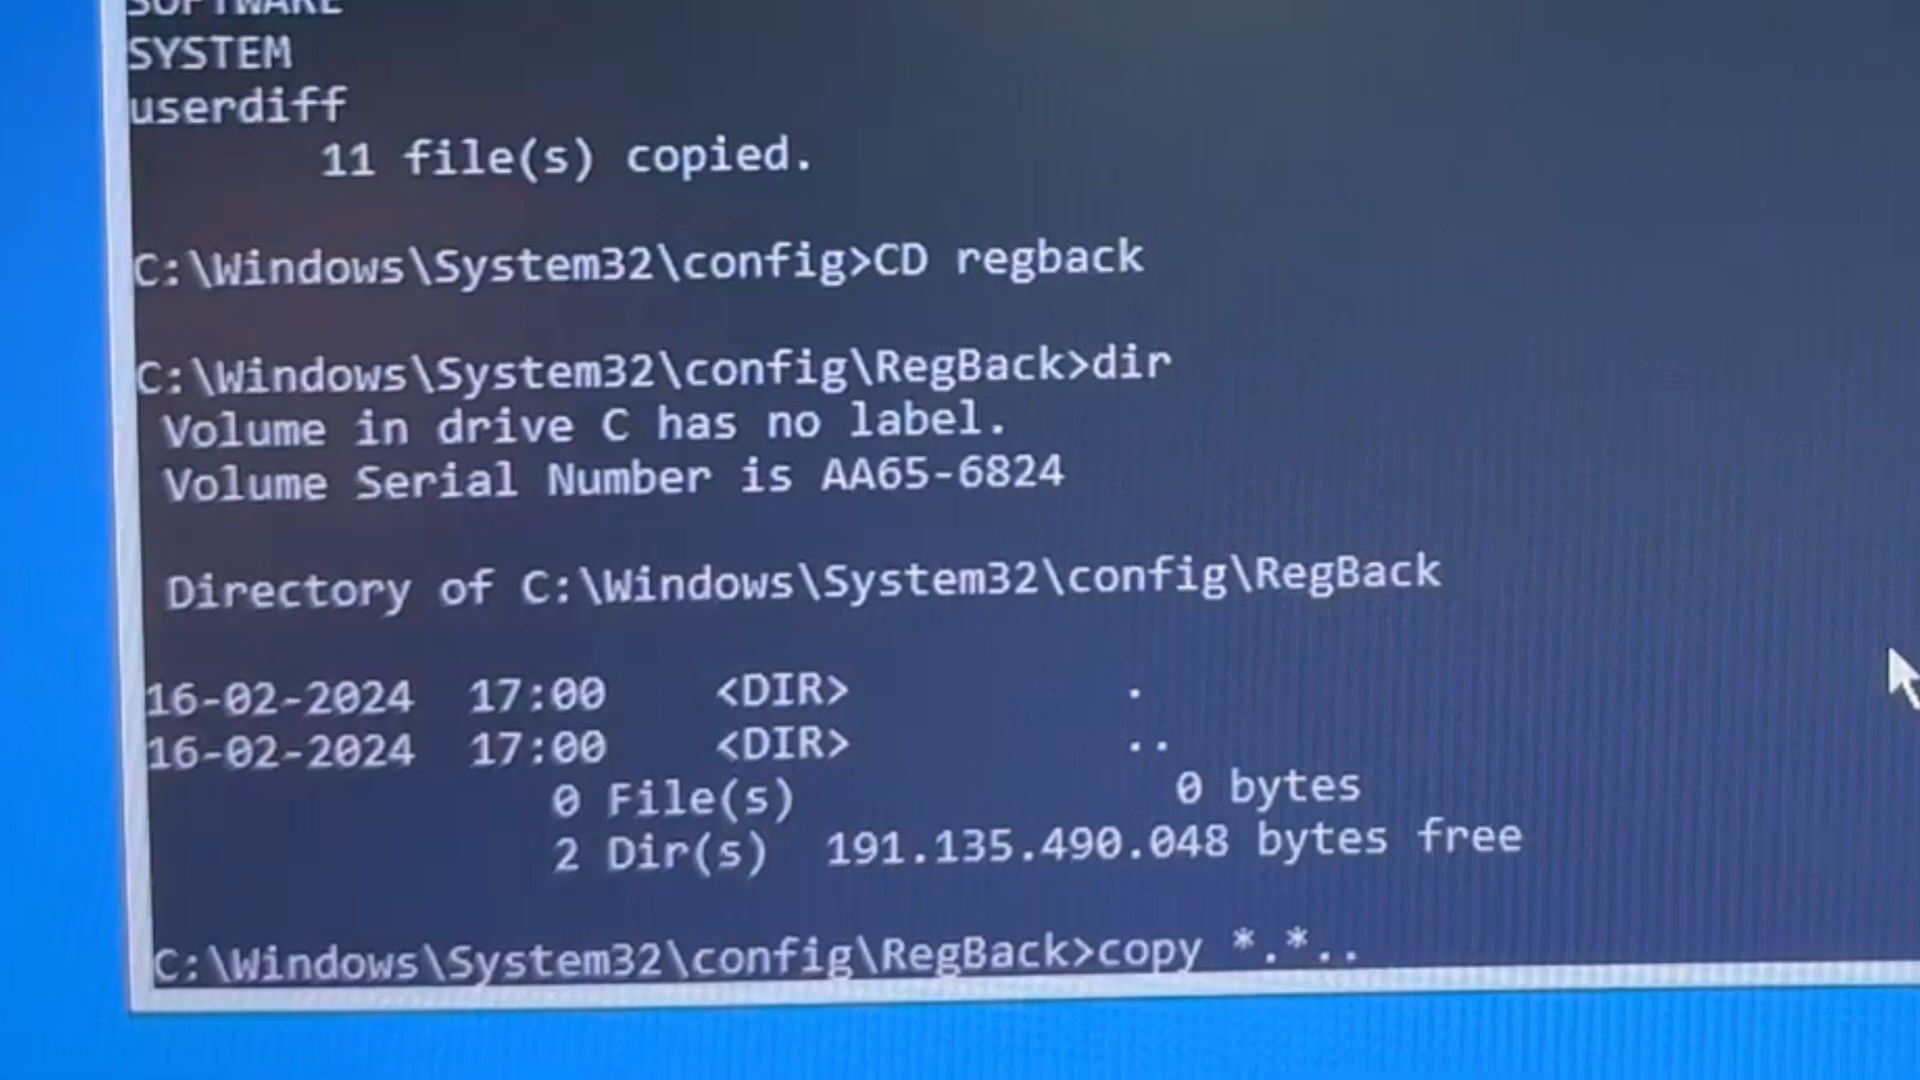 SOFTWARE
SYSTEM
userdiff
11 file(s) copied.
C:\Windows\System32\config>CD regback
C:\Windows\System32\config\RegBack>dir
Volume in drive C has no label.
Volume Serial Number is AA65-6824
Directory of C:\Windows\System32\config\RegBack
16-02-2024 17:00 <DIR> .
16-02-2024 17:00 <DIR> ..
0 File(s) 0 bytes
2 Dir(s) 191.135.490.048 bytes free
C:\Windows\System32\config\RegBack>copy *.*..